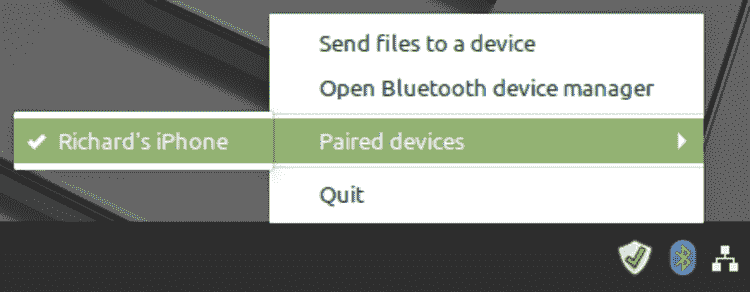 Send files to a device
Open Bluetooth device manager
Richard's iPhone
Paired devices
Quit